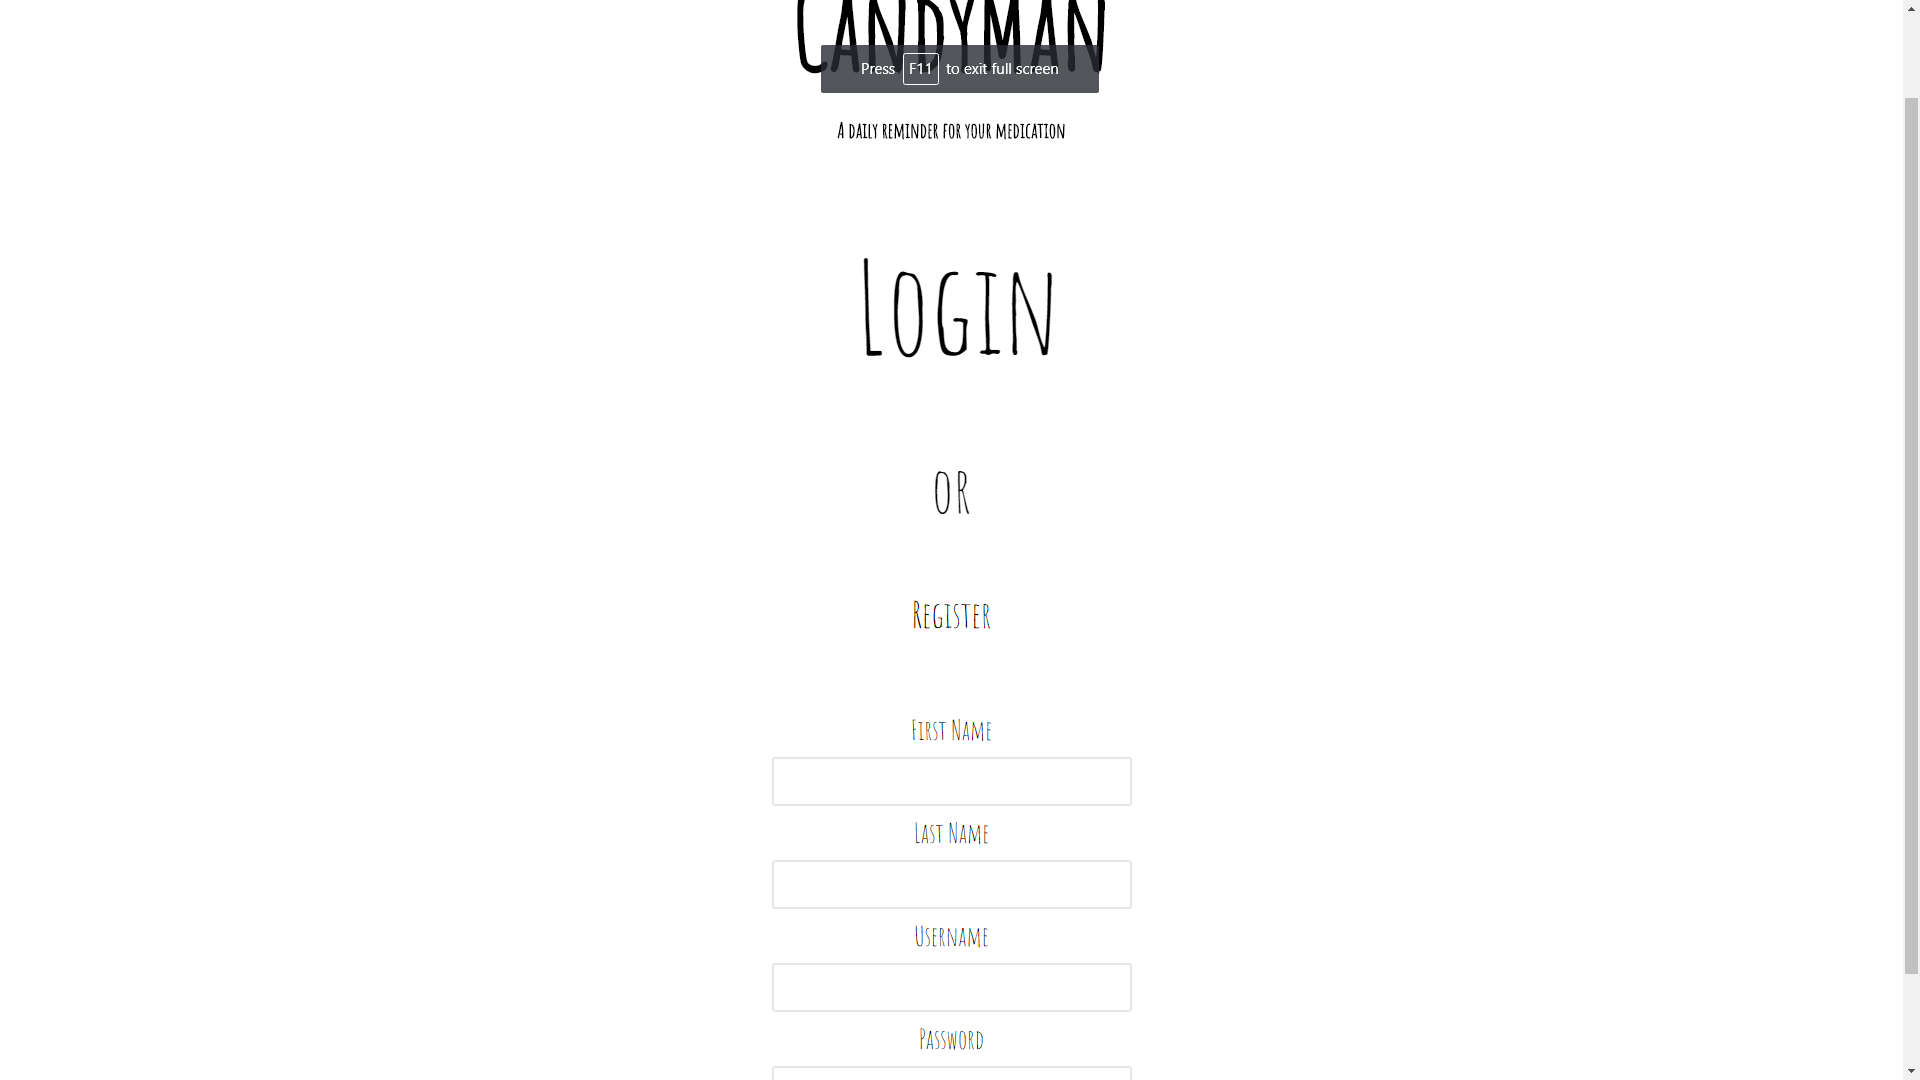 Candyman
Press F11 to exit full screen
A daily reminder for your medication
Login
or
Register
First Name
Last Name
Username
Password